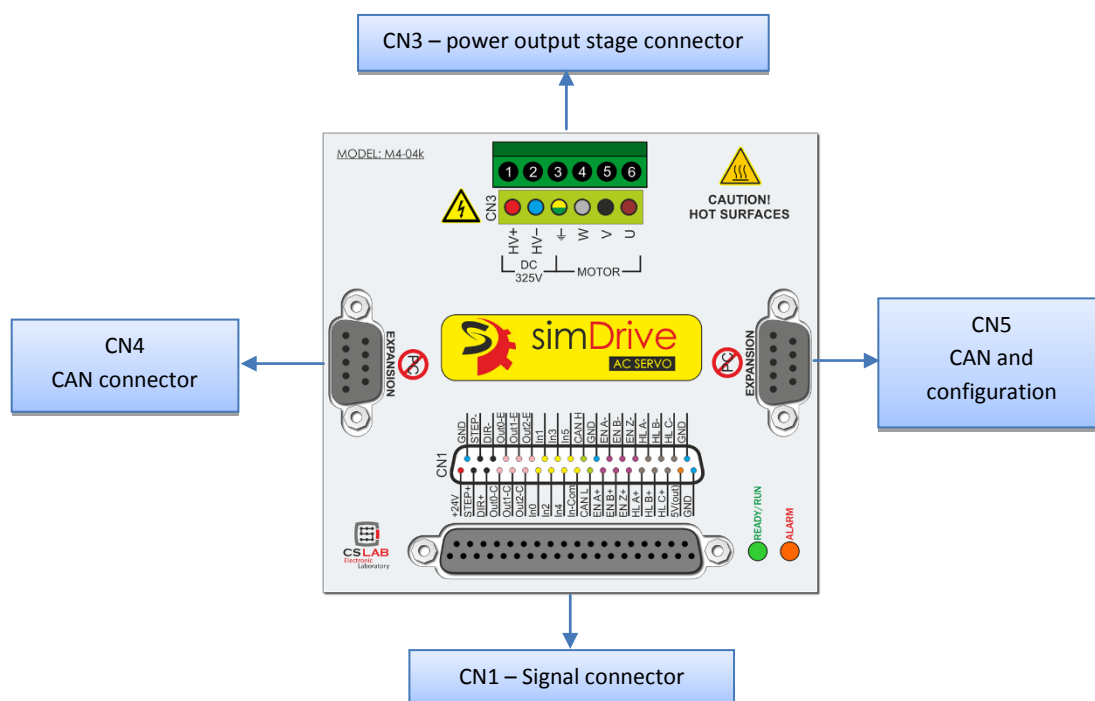 CN3 – power output stage connector
MODEL: M4-04k
1 2 3 4 5 6
CN3
HV+ HV− W V U
DC
325V
MOTOR
CAUTION!
HOT SURFACES
CN4
CAN connector
EXPANSION
PC
simDrive
AC SERVO
PC
EXPANSION
CN5
CAN and
configuration
GND STEP- DIR- Out0-E Out1-E Out2-E In1 In3 In5 CAN H GND EN A- EN B- EN Z- HL A- HL B- HL C- GND
CN1
+24V STEP+ DIR+ Out0-C Out1-C Out2-C In0 In2 In4 In-Com CAN L EN A+ EN B+ EN Z+ HL A+ HL B+ HL C+ 5V(out) GND
CSLAB
Electronic
Laboratory
READY/RUN
ALARM
CN1 – Signal connector